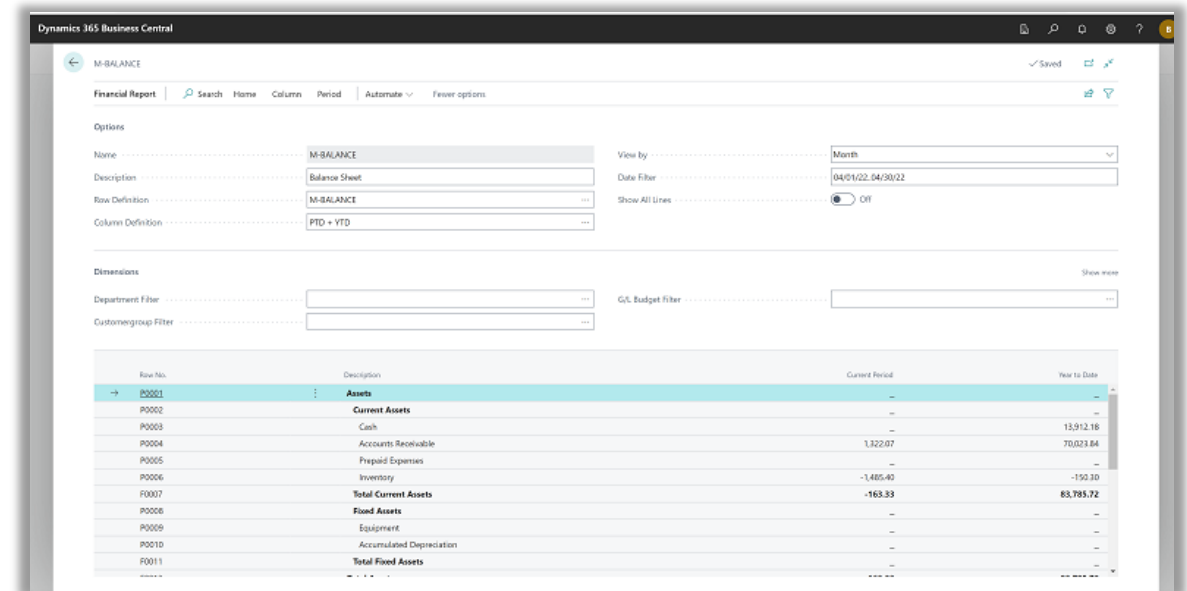 Dynamics 365 Business Central
?
B
M-BALANCE
Saved
Financial Report Search Home Column Period Automate Fewer options
Options
Name M-BALANCE View by Month
Description Balance Sheet Date Filter 04/01/22..04/30/22
Row Definition M-BALANCE ... Show All Lines Off
Column Definition PTD + YTD ...
Dimensions Show more
Department Filter ... G/L Budget Filter ...
Customergroup Filter ...
Row No. Description Current Period Year to Date
→ P0001 Assets _ _
P0002 Current Assets _ _
P0003 Cash _ 13,912.18
P0004 Accounts Receivable 1,322.07 70,023.84
P0005 Prepaid Expenses _ _
P0006 Inventory -1,485.40 -150.30
F0007 Total Current Assets -163.33 83,785.72
P0008 Fixed Assets _ _
P0009 Equipment _ _
P0010 Accumulated Depreciation _ _
F0011 Total Fixed Assets _ _